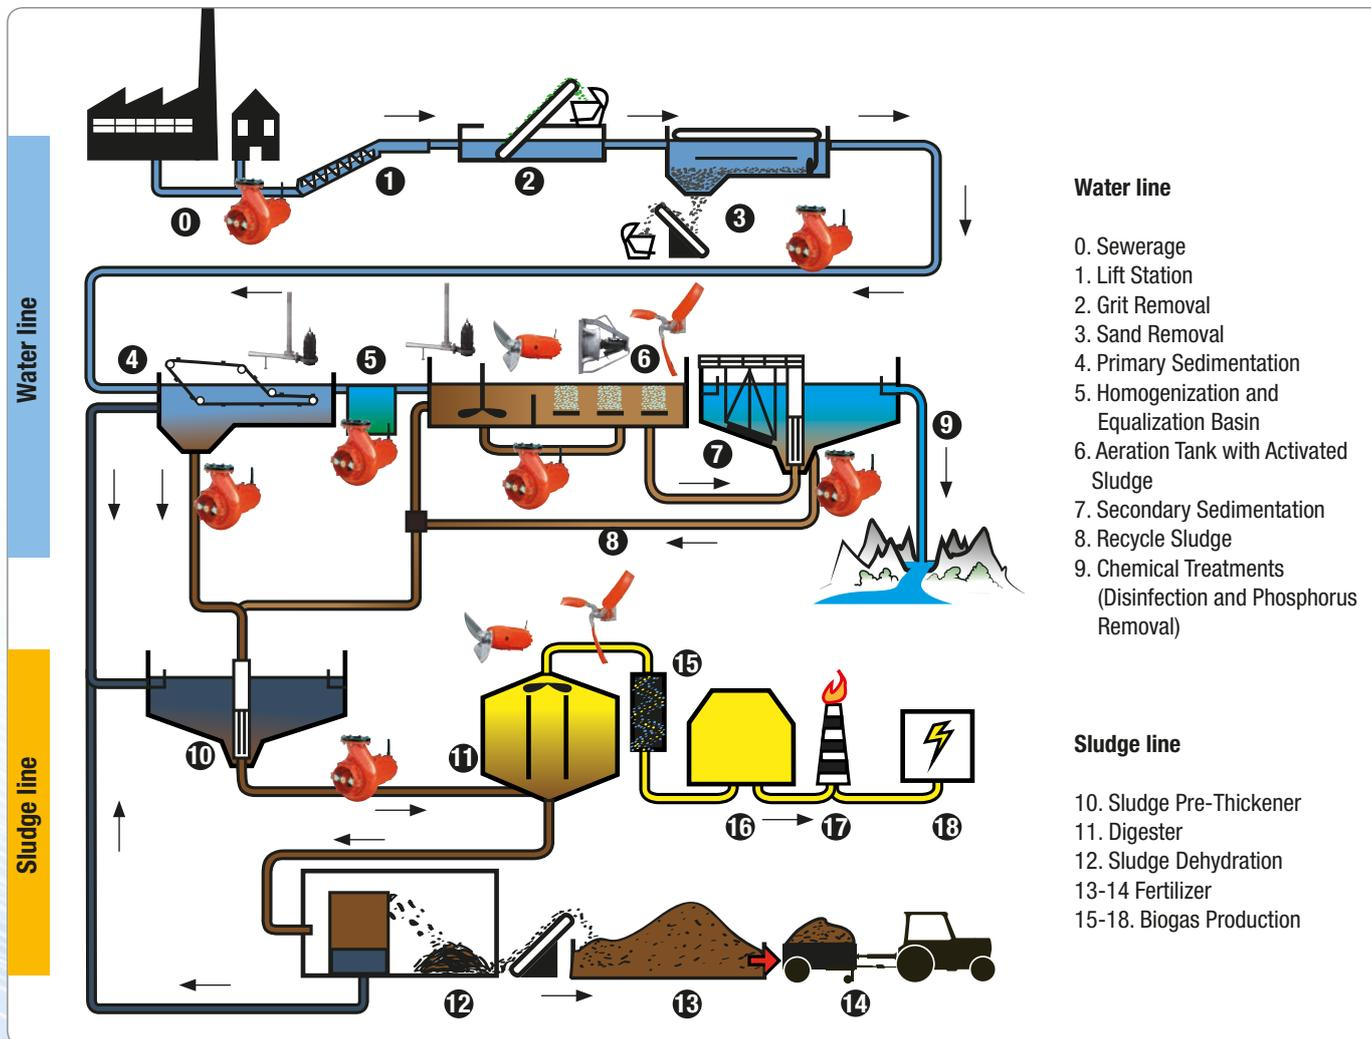 0
1
2
3
Water line
4
5
6
7
8
9
Sludge line
10
11
15
16
17
18
12
13
14
Water line
0. Sewerage
1. Lift Station
2. Grit Removal
3. Sand Removal
4. Primary Sedimentation
5. Homogenization and
Equalization Basin
6. Aeration Tank with Activated
Sludge
7. Secondary Sedimentation
8. Recycle Sludge
9. Chemical Treatments
(Disinfection and Phosphorus
Removal)
Sludge line
10. Sludge Pre-Thickener
11. Digester
12. Sludge Dehydration
13-14 Fertilizer
15-18. Biogas Production